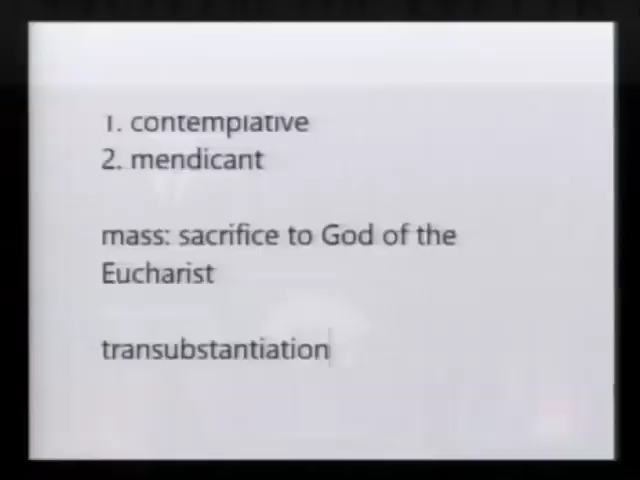 1. contemplative
2. mendicant
mass: sacrifice to God of the
Eucharist
transubstantiation